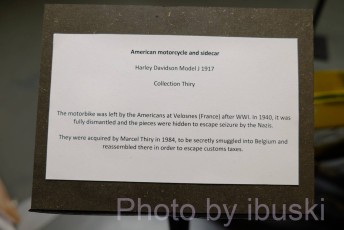 American motorcycle and sidecar
Harley Davidson Model J 1917
Collection Thiry
The motorbike was left by the Americans at Velosnes (France) after WWI. In 1940, it was
fully dismantled and the pieces were hidden to escape seizure by the Nazis.
They were acquired by Marcel Thiry in 1984, to be secretly smuggled into Belgium and
reassembled there in order to escape customs taxes.
Photo by ibuski